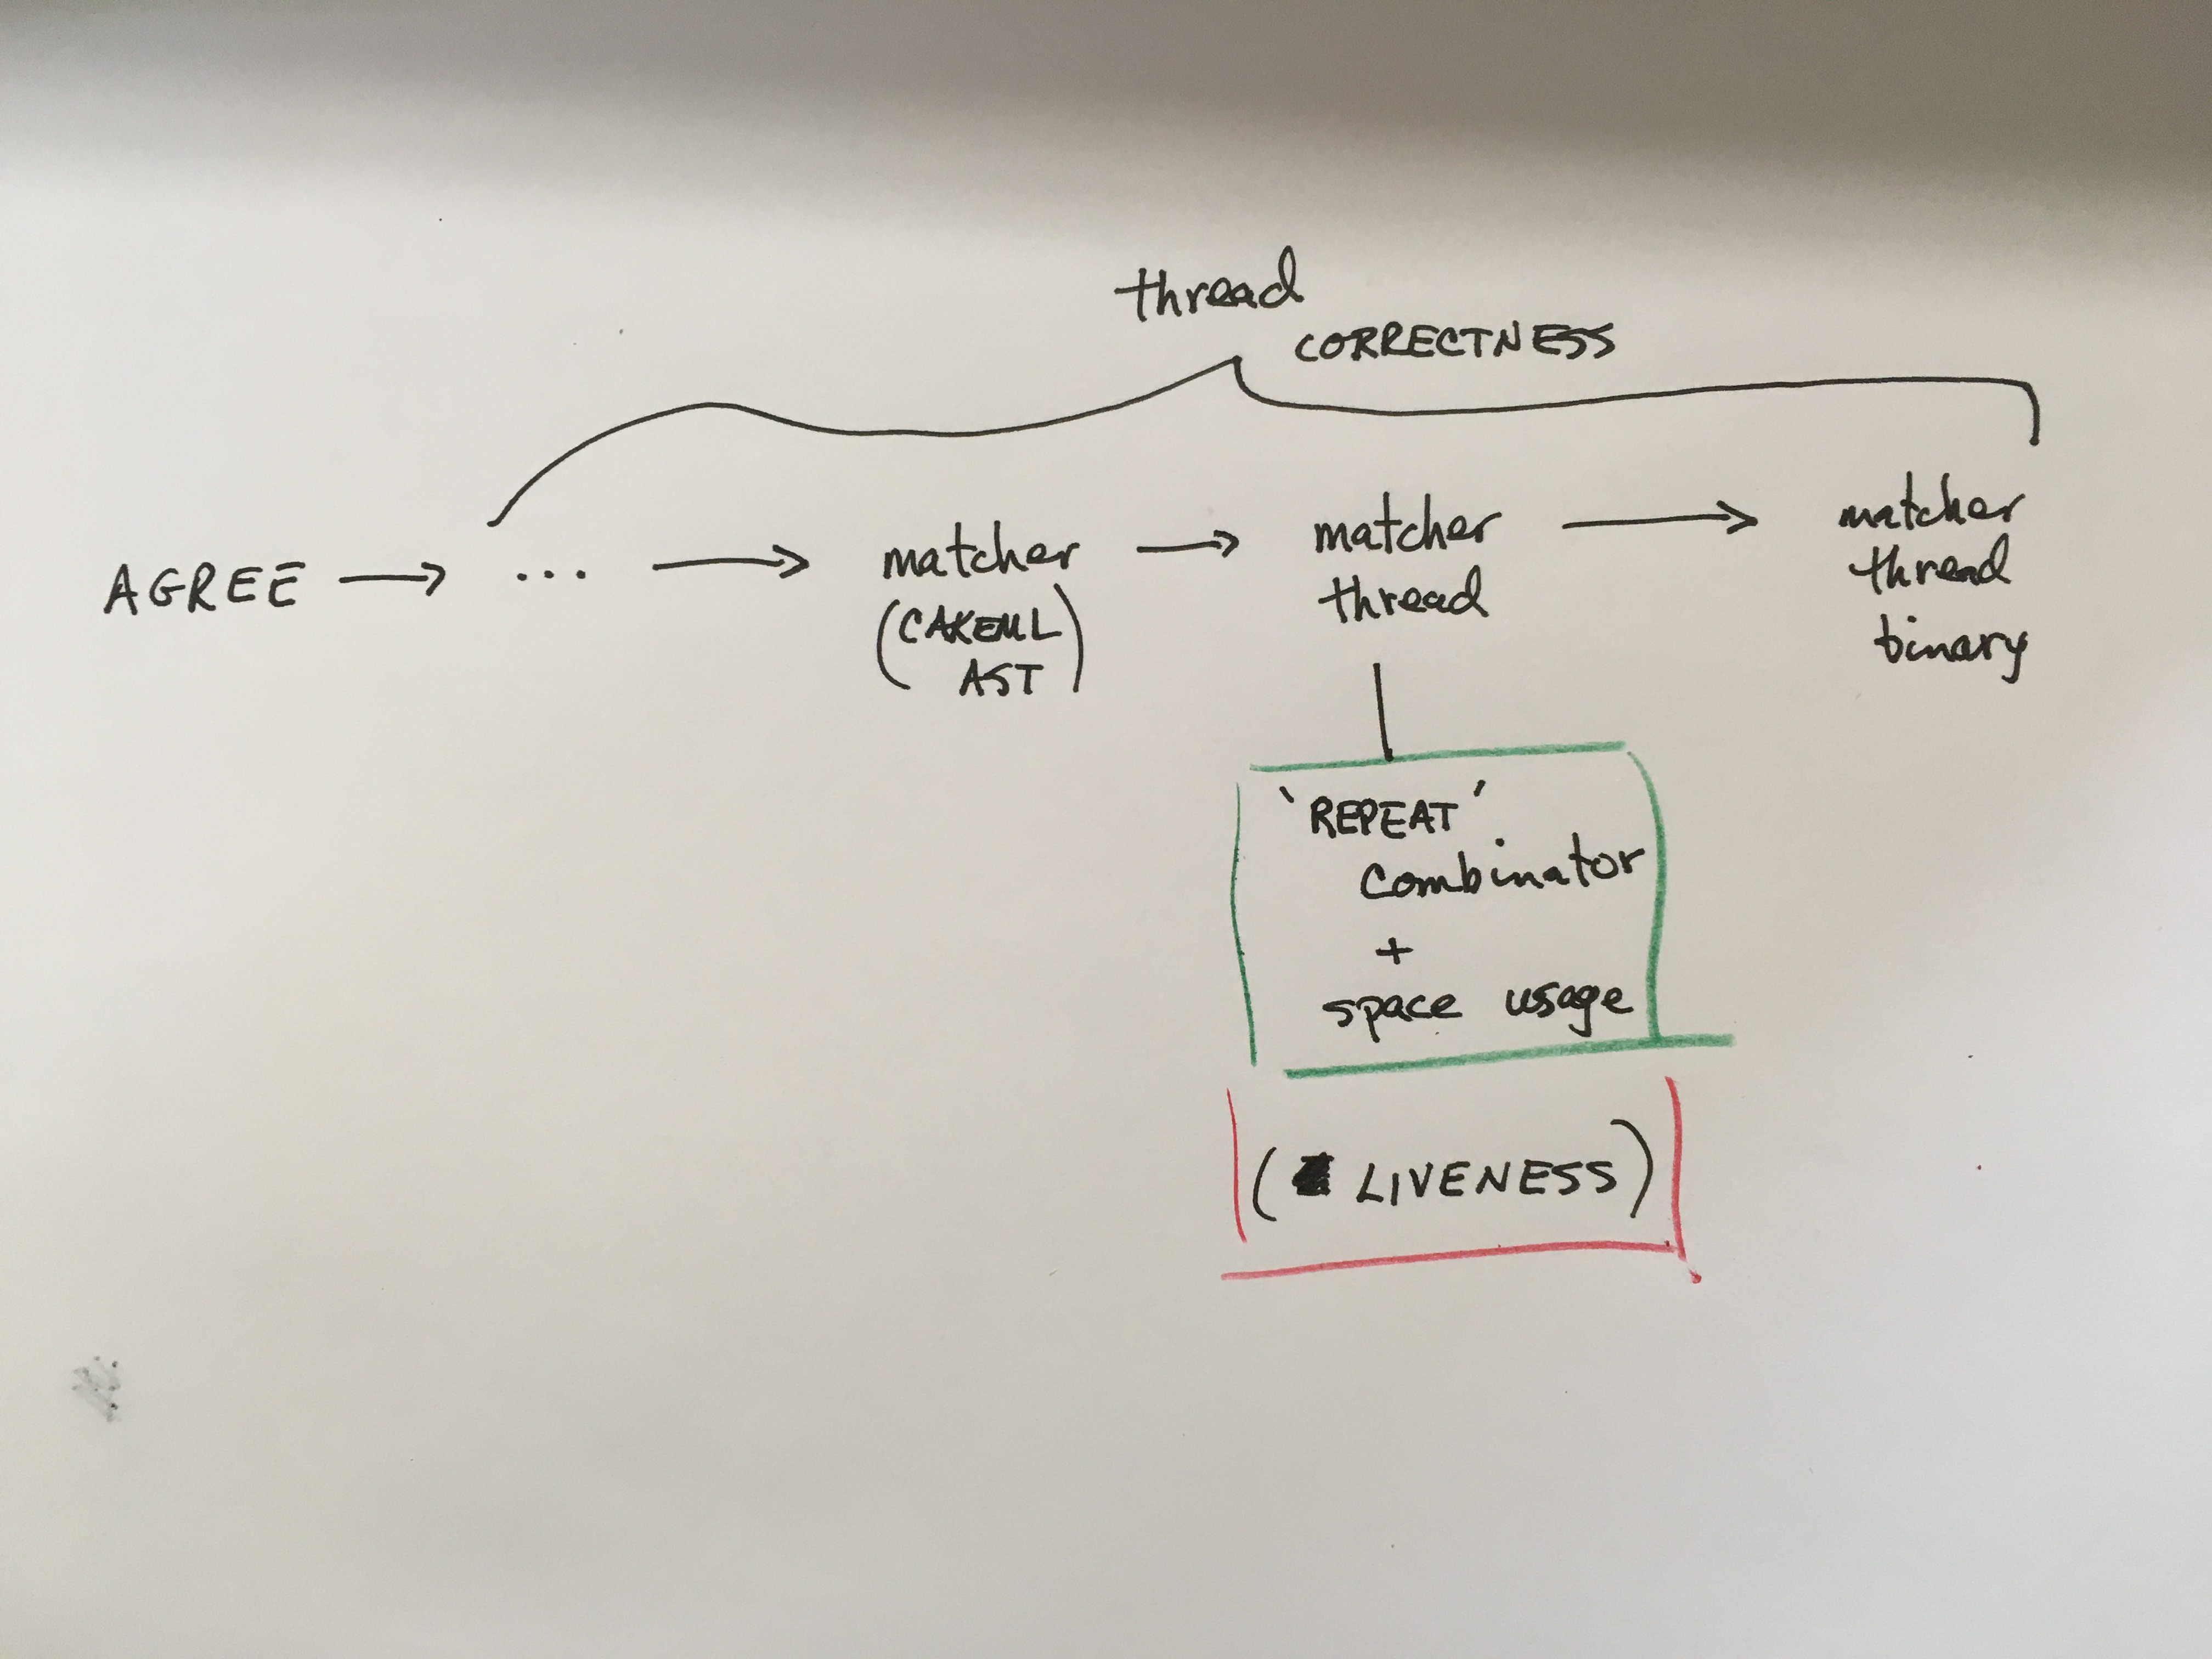 thread
CORRECTNESS
AGREE → ... → matcher → matcher → matcher
(CAKEML thread thread
AST) binary
'REPEAT'
Combinator
+
space usage
( LIVENESS)